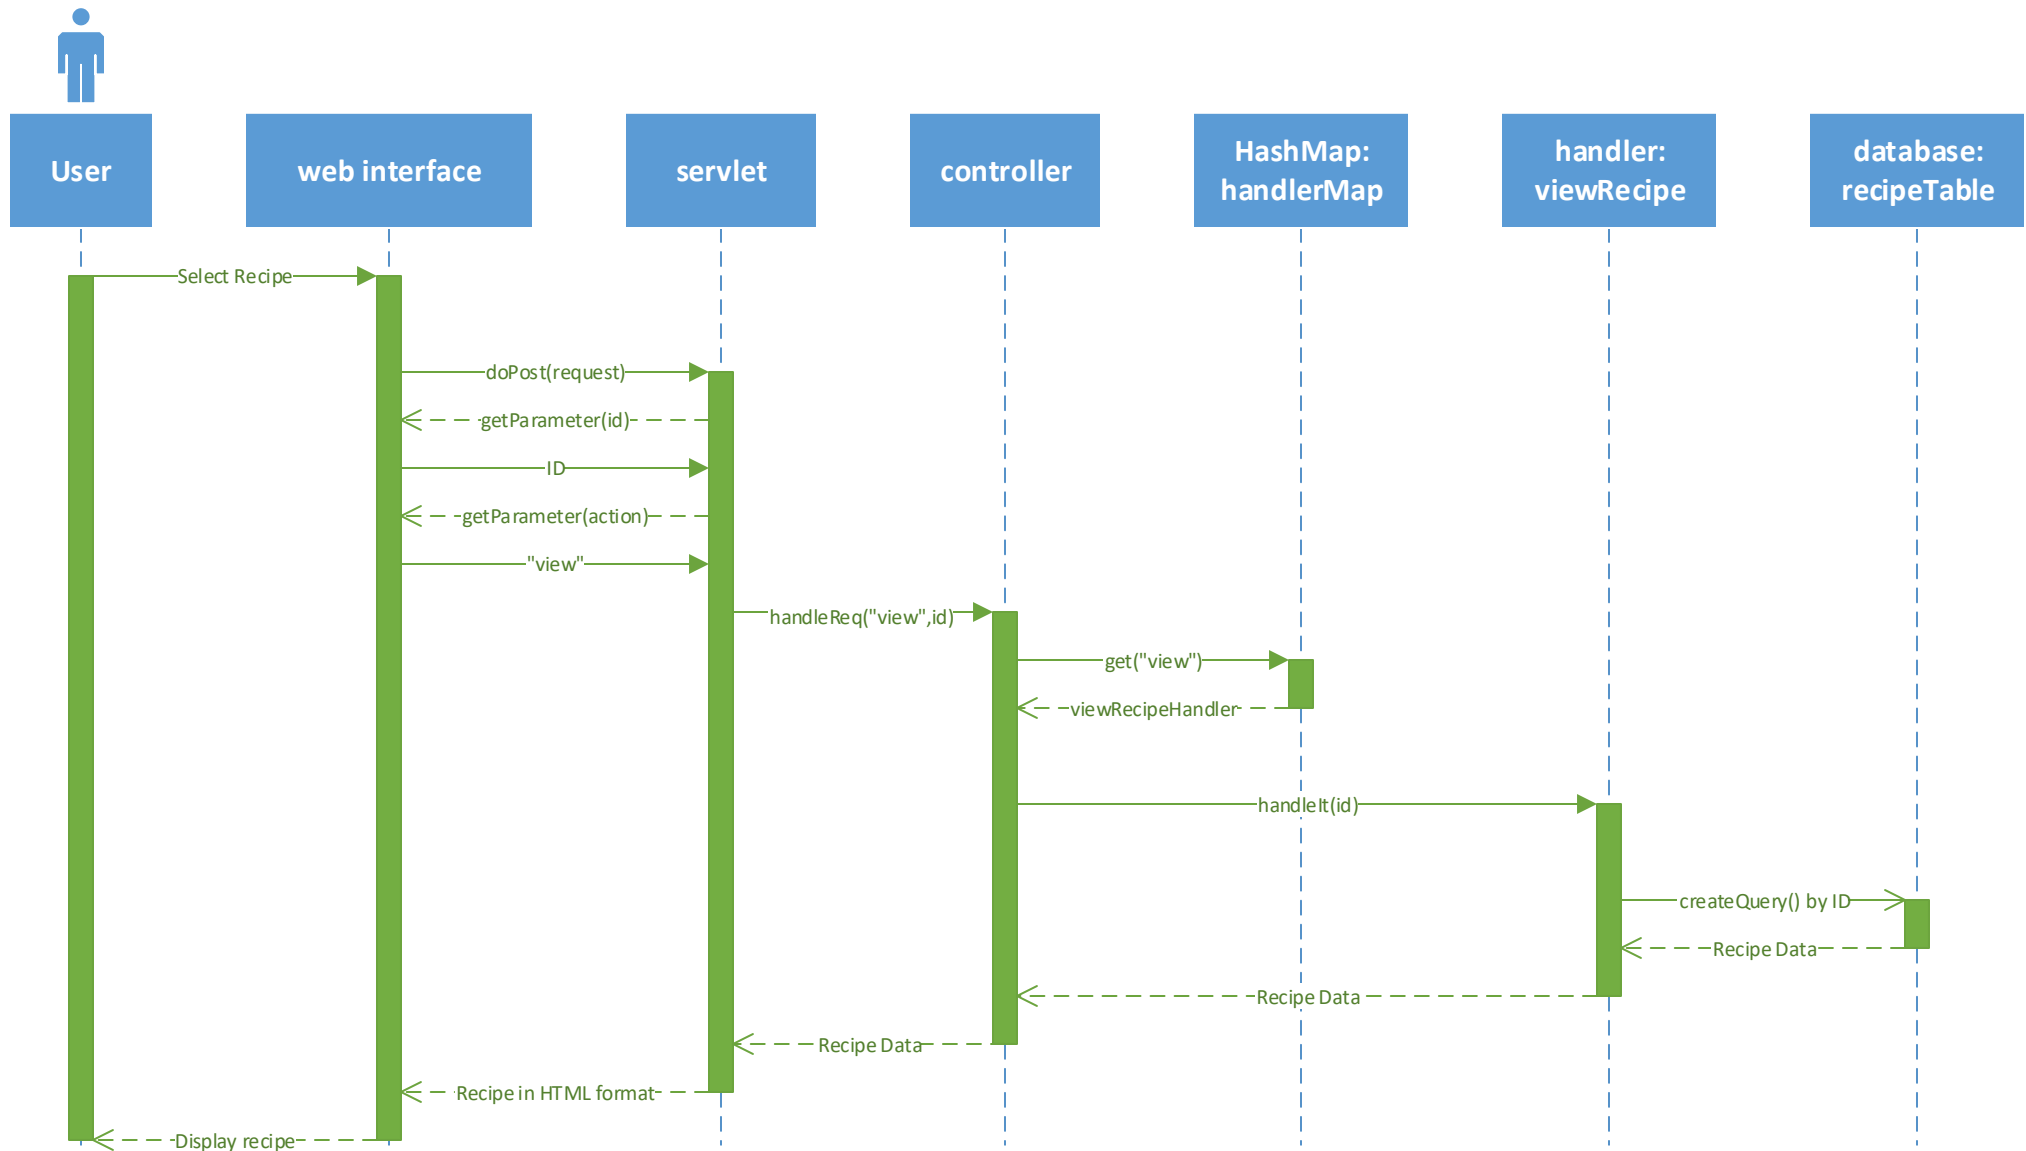 User
web interface
servlet
controller
HashMap:
handlerMap
handler:
viewRecipe
database:
recipeTable
Select Recipe
doPost(request)
getParameter(id)
ID
getParameter(action)
"view"
handleReq("view",id)
get("view")
viewRecipeHandler
handleIt(id)
createQuery() by ID
Recipe Data
Recipe Data
Recipe Data
Recipe in HTML format
Display recipe